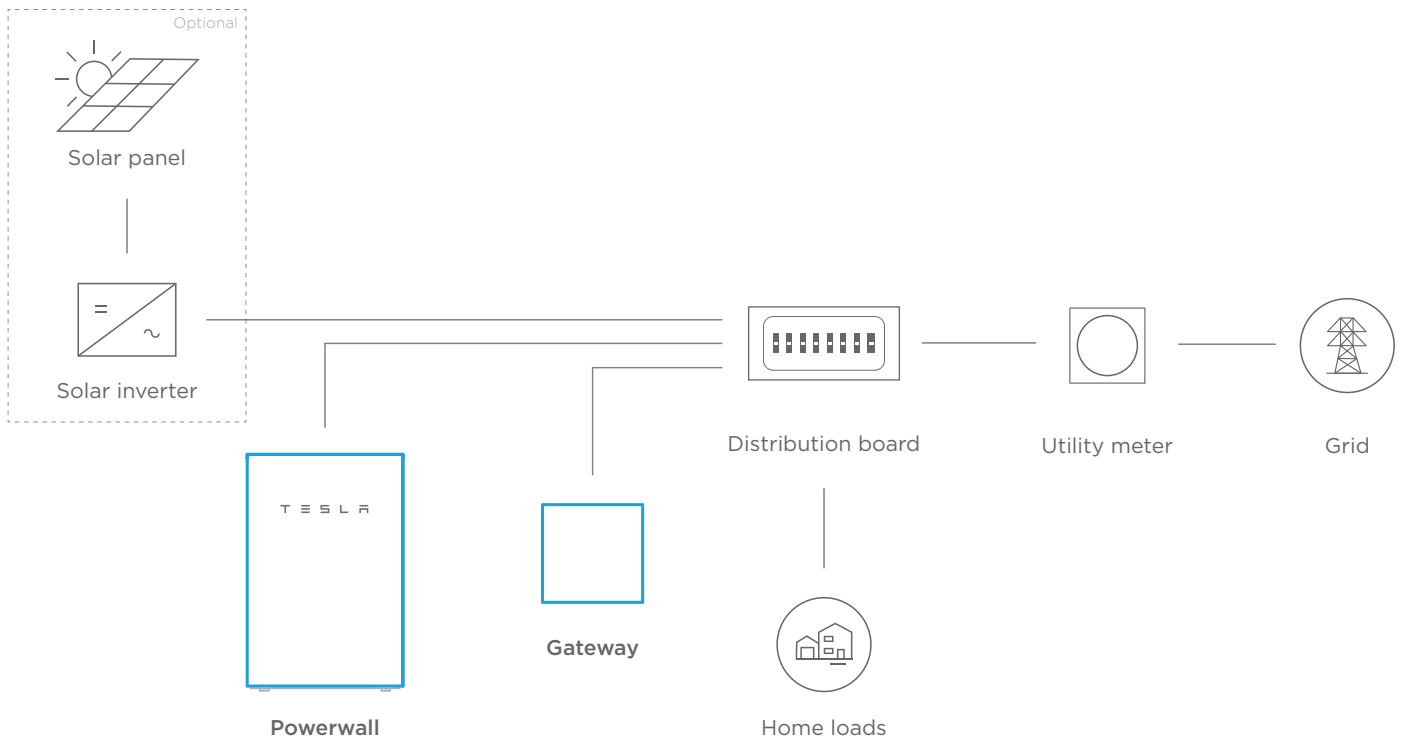 Optional
Solar panel
Solar inverter
TESLA
Powerwall
Gateway
Distribution board
Home loads
Utility meter
Grid